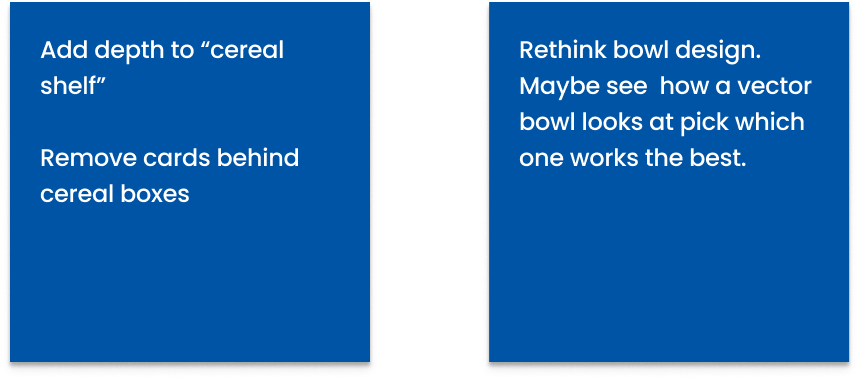 Add depth to “cereal
shelf”
Remove cards behind
cereal boxes
Rethink bowl design.
Maybe see  how a vector
bowl looks at pick which
one works the best.